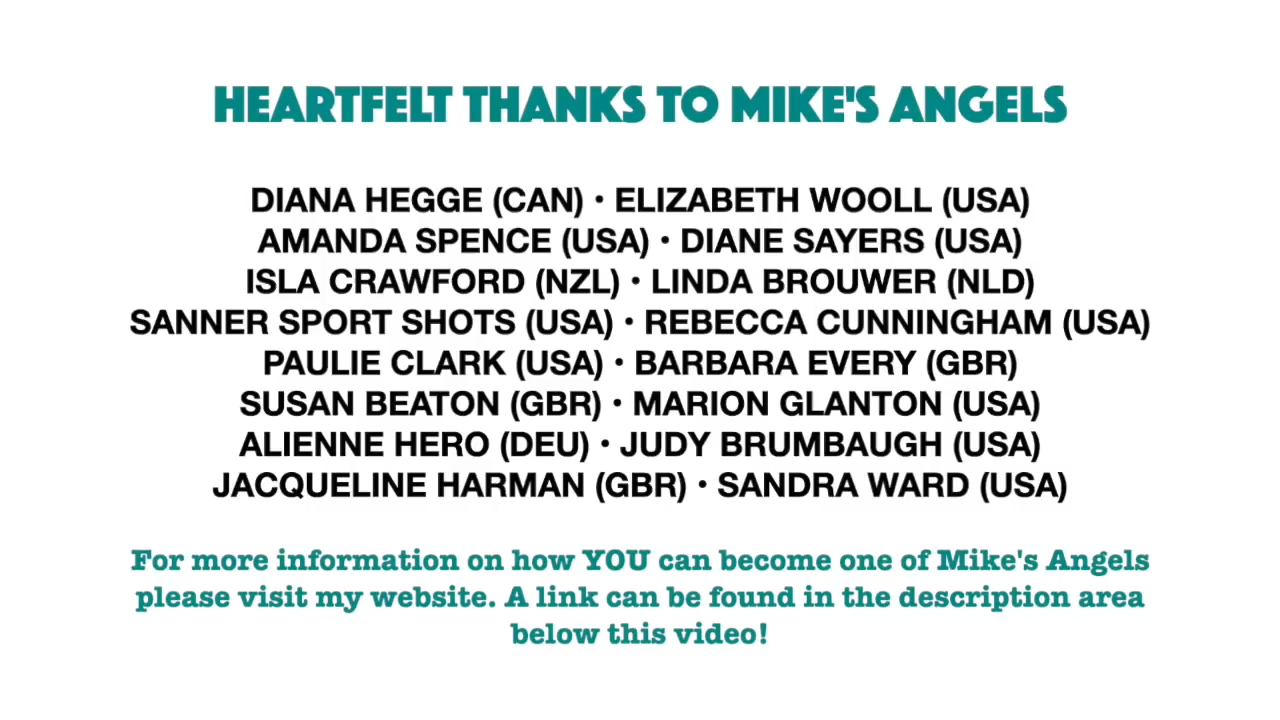 HEARTFELT THANKS TO MIKE'S ANGELS
DIANA HEGGE (CAN) • ELIZABETH WOOLL (USA)
AMANDA SPENCE (USA) • DIANE SAYERS (USA)
ISLA CRAWFORD (NZL) • LINDA BROUWER (NLD)
SANNER SPORT SHOTS (USA) • REBECCA CUNNINGHAM (USA)
PAULIE CLARK (USA) • BARBARA EVERY (GBR)
SUSAN BEATON (GBR) • MARION GLANTON (USA)
ALIENNE HERO (DEU) • JUDY BRUMBAUGH (USA)
JACQUELINE HARMAN (GBR) • SANDRA WARD (USA)
For more information on how YOU can become one of Mike's Angels
please visit my website. A link can be found in the description area
below this video!